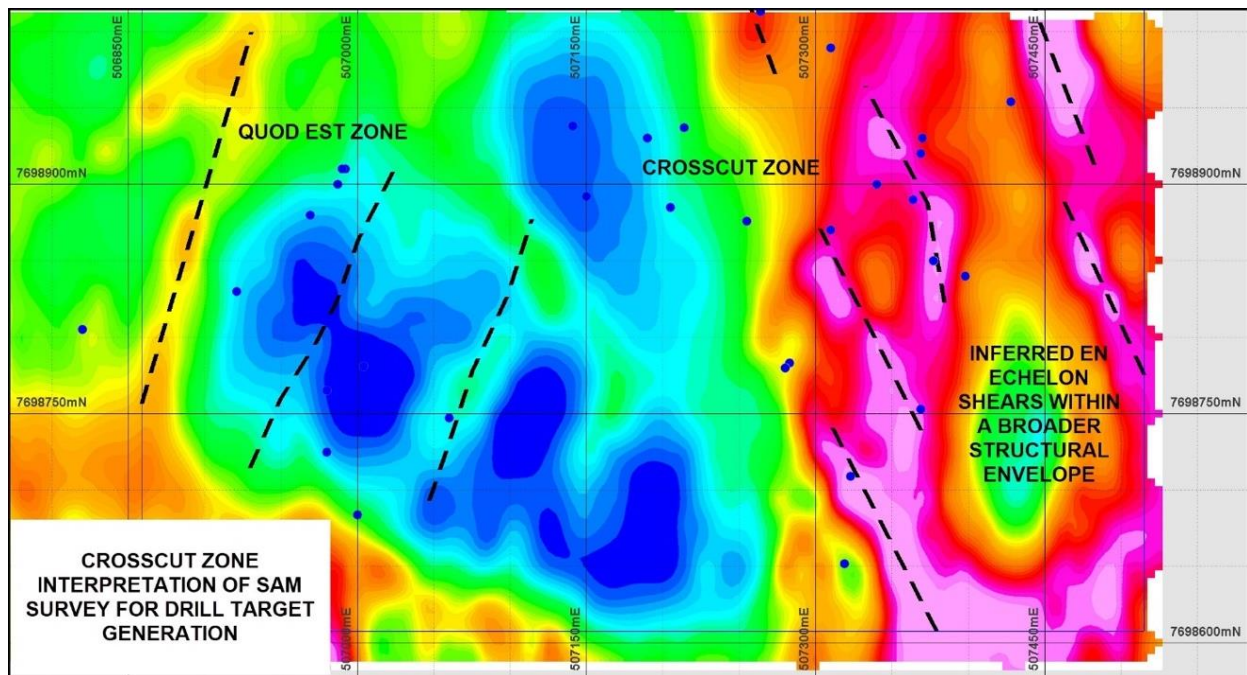 506850mE
507000mE
507150mE
507300mE
507450mE
QUOD EST ZONE
CROSSCUT ZONE
7698900mN
7698900mN
INFERRED EN
ECHELON
SHEARS WITHIN
A BROADER
STRUCTURAL
ENVELOPE
7698750mN
7698750mN
CROSSCUT ZONE
INTERPRETATION OF SAM
SURVEY FOR DRILL TARGET
GENERATION
507000mE
507150mE
507300mE
507450mE
7698600mN